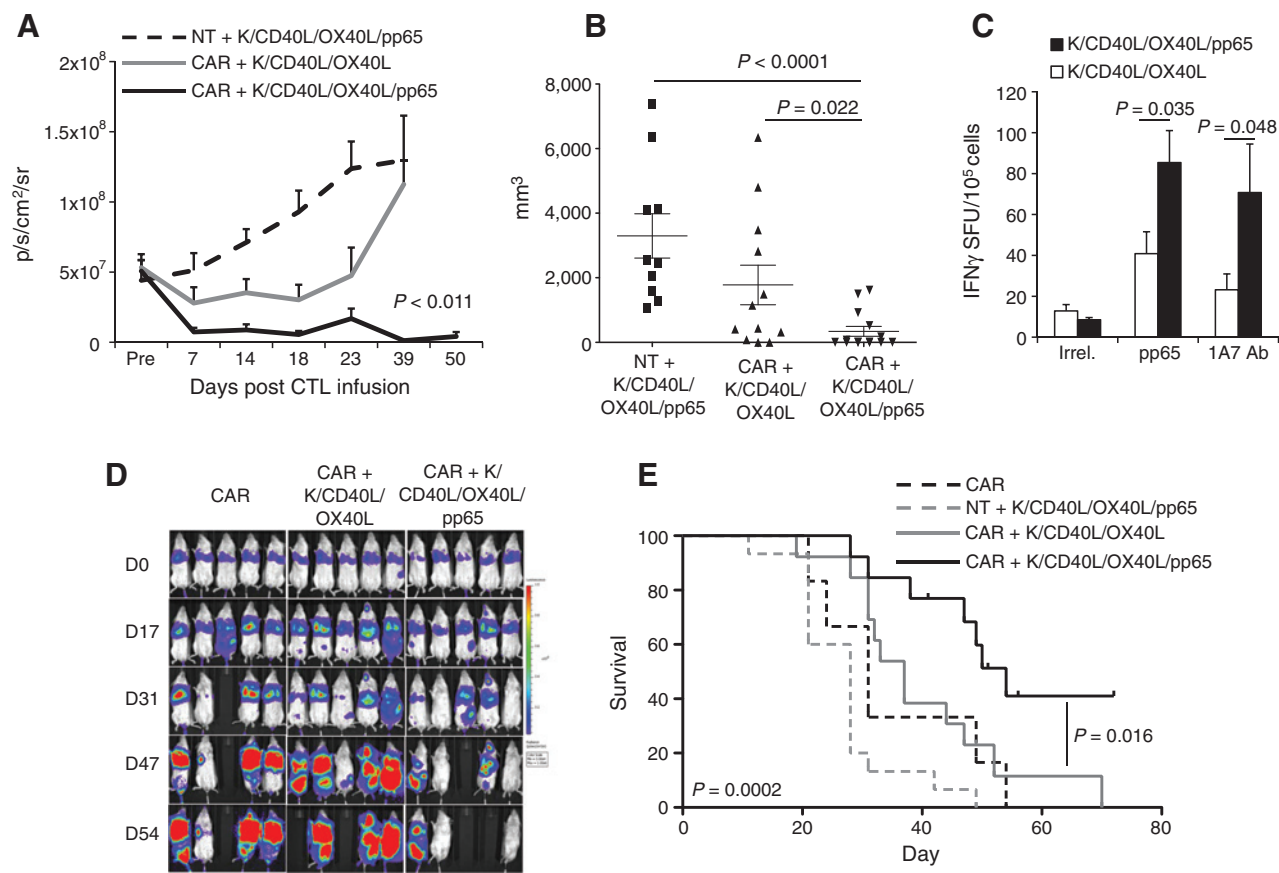 A
NT + K/CD40L/OX40L/pp65
CAR + K/CD40L/OX40L
CAR + K/CD40L/OX40L/pp65
2x10⁸
1.5x10⁸
1x10⁸
5x10⁷
0
p/s/cm²/sr
P < 0.011
Pre 7 14 18 23 39 50
Days post CTL infusion
B
P < 0.0001
P = 0.022
8,000
6,000
4,000
2,000
0
mm³
NT +
K/CD40L/
OX40L/pp65
CAR +
K/CD40L/
OX40L
CAR +
K/CD40L/
OX40L/pp65
C
K/CD40L/OX40L/pp65
K/CD40L/OX40L
120
100
80
60
40
20
0
IFNγ SFU/10⁵ cells
P = 0.035
P = 0.048
Irrel. pp65 1A7 Ab
D
CAR
CAR +
K/CD40L/
OX40L
CAR + K/
CD40L/OX40L/
pp65
D0
D17
D31
D47
D54
E
CAR
NT + K/CD40L/OX40L/pp65
CAR + K/CD40L/OX40L
CAR + K/CD40L/OX40L/pp65
100
80
60
40
20
0
Survival
P = 0.016
P = 0.0002
0 20 40 60 80
Day